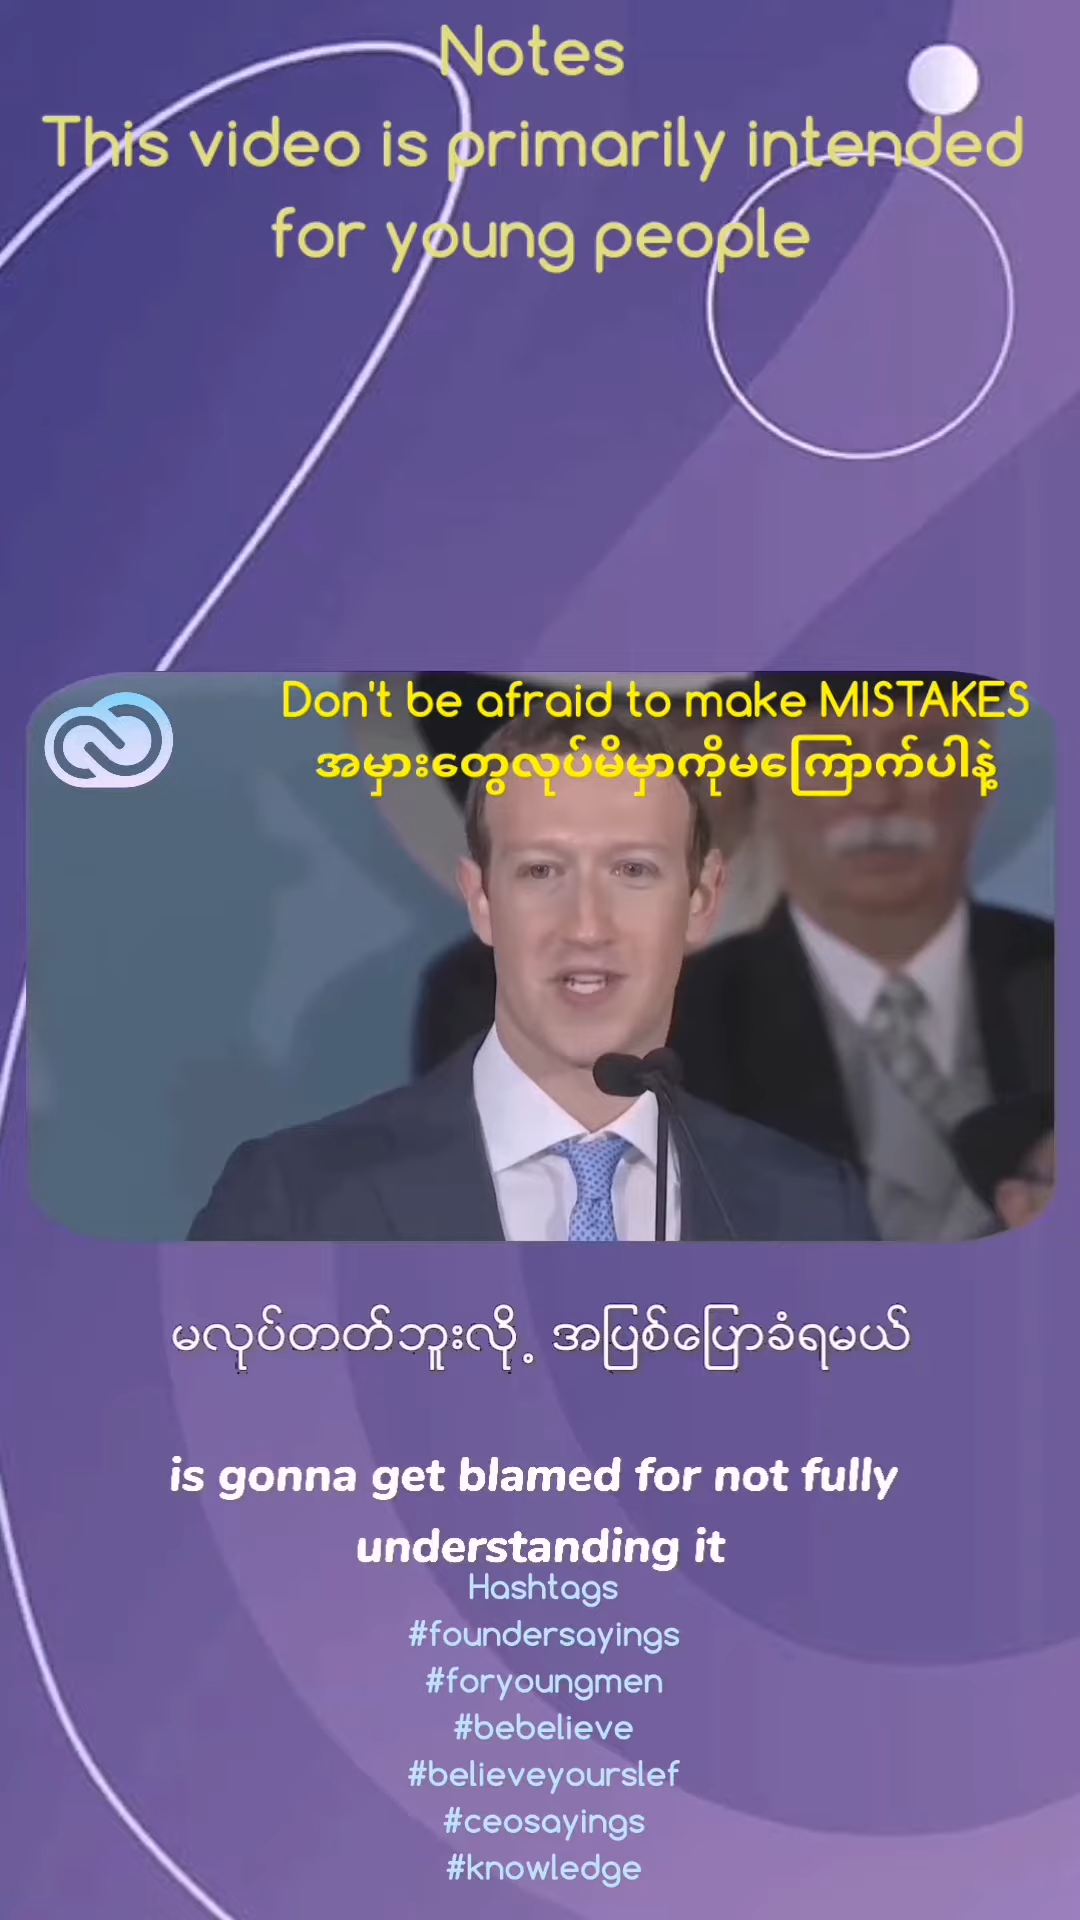 Notes
This video is primarily intended
for young people
Don't be afraid to make MISTAKES
အမှားတွေလုပ်မိမှာကိုမကြောက်ပါနဲ့
မလုပ်တတ်ဘူးလို့ အပြစ်ပြောခံရမယ်
is gonna get blamed for not fully
understanding it
Hashtags
#foundersayings
#foryoungmen
#bebelieve
#believeyourslef
#ceosayings
#knowledge